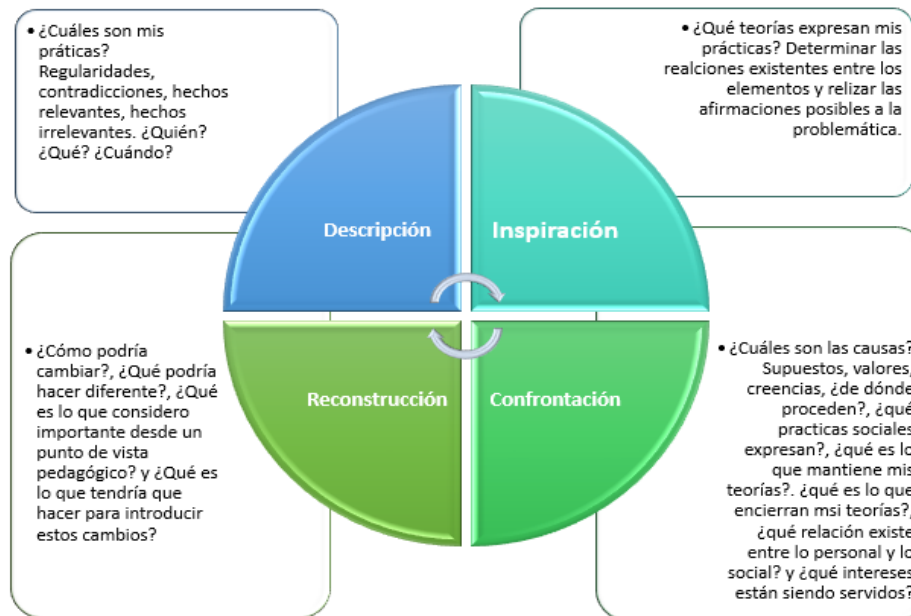 • ¿Cuáles son mis
práticas?
Regularidades,
contradicciones, hechos
relevantes, hechos
irrelevantes. ¿Quién?
¿Qué? ¿Cuándo?
• ¿Qué teorías expresan mis
prácticas? Determinar las
realciones existentes entre los
elementos y relizar las
afirmaciones posibles a la
problemática.
Descripción
Inspiración
Reconstrucción
Confrontación
• ¿Cómo podría
cambiar?, ¿Qué podría
hacer diferente?, ¿Qué
es lo que considero
importante desde un
punto de vista
pedagógico? y ¿Qué es
lo que tendría que
hacer para introducir
estos cambios?
• ¿Cuáles son las causas?
Supuestos, valores,
creencias, ¿de dónde
proceden?, ¿qué
practicas sociales
expresan?, ¿qué es lo
que mantiene mis
teorías?. ¿qué es lo que
encierran msi teorías?,
¿qué relación existe
entre lo personal y lo
social? y ¿qué intereses
están siendo servidos?